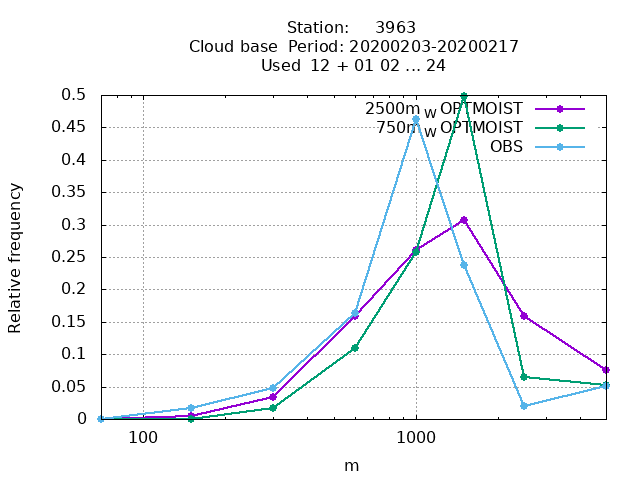 Station: 3963
Cloud base Period: 20200203-20200217
Used 12 + 01 02 ... 24
0.5
0.45
0.4
0.35
0.3
0.25
0.2
0.15
0.1
0.05
0
Relative frequency
2500m W OPTMOIST
750m W OPTMOIST
OBS
100
1000
m